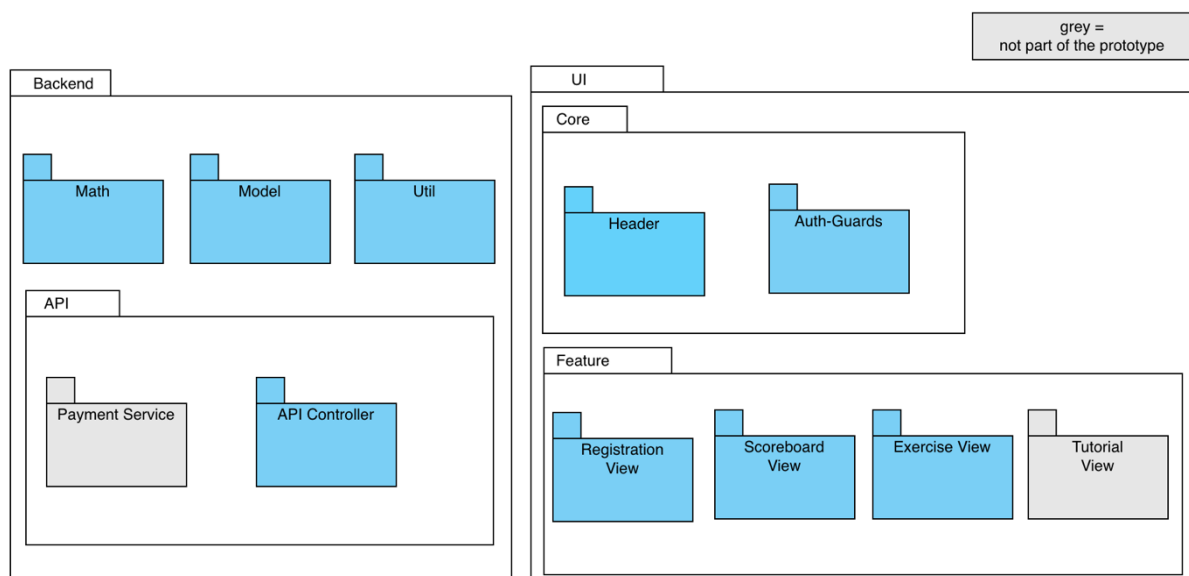 grey =
not part of the prototype
Backend
Math
Model
Util
API
Payment Service
API Controller
UI
Core
Header
Auth-Guards
Feature
Registration
View
Scoreboard
View
Exercise View
Tutorial
View